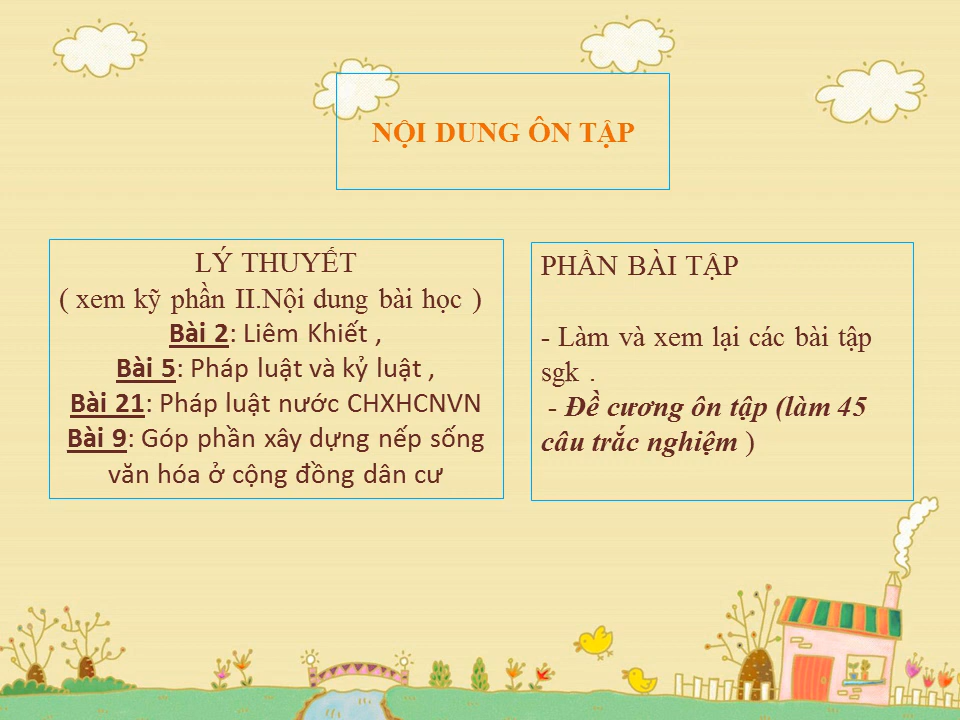 NỘI DUNG ÔN TẬP
LÝ THUYẾT
( xem kỹ phần II.Nội dung bài học )
Bài 2: Liêm Khiết ,
Bài 5: Pháp luật và kỷ luật ,
Bài 21: Pháp luật nước CHXHCNVN
Bài 9: Góp phần xây dựng nếp sống
văn hóa ở cộng đồng dân cư
PHẦN BÀI TẬP
- Làm và xem lại các bài tập
sgk .
- Đề cương ôn tập (làm 45
câu trắc nghiệm )